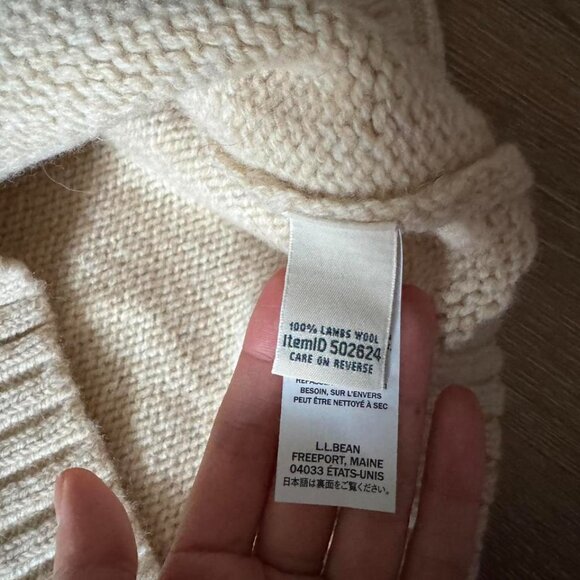 100% LAMBS WOOL
ItemID 502624
CARE ON REVERSE
BESOIN, SUR L'ENVERS
PEUT ÊTRE NETTOYÉ À SEC
L.L.BEAN
FREEPORT, MAINE
04033 ÉTATS-UNIS
日本語は裏面をご覧ください。